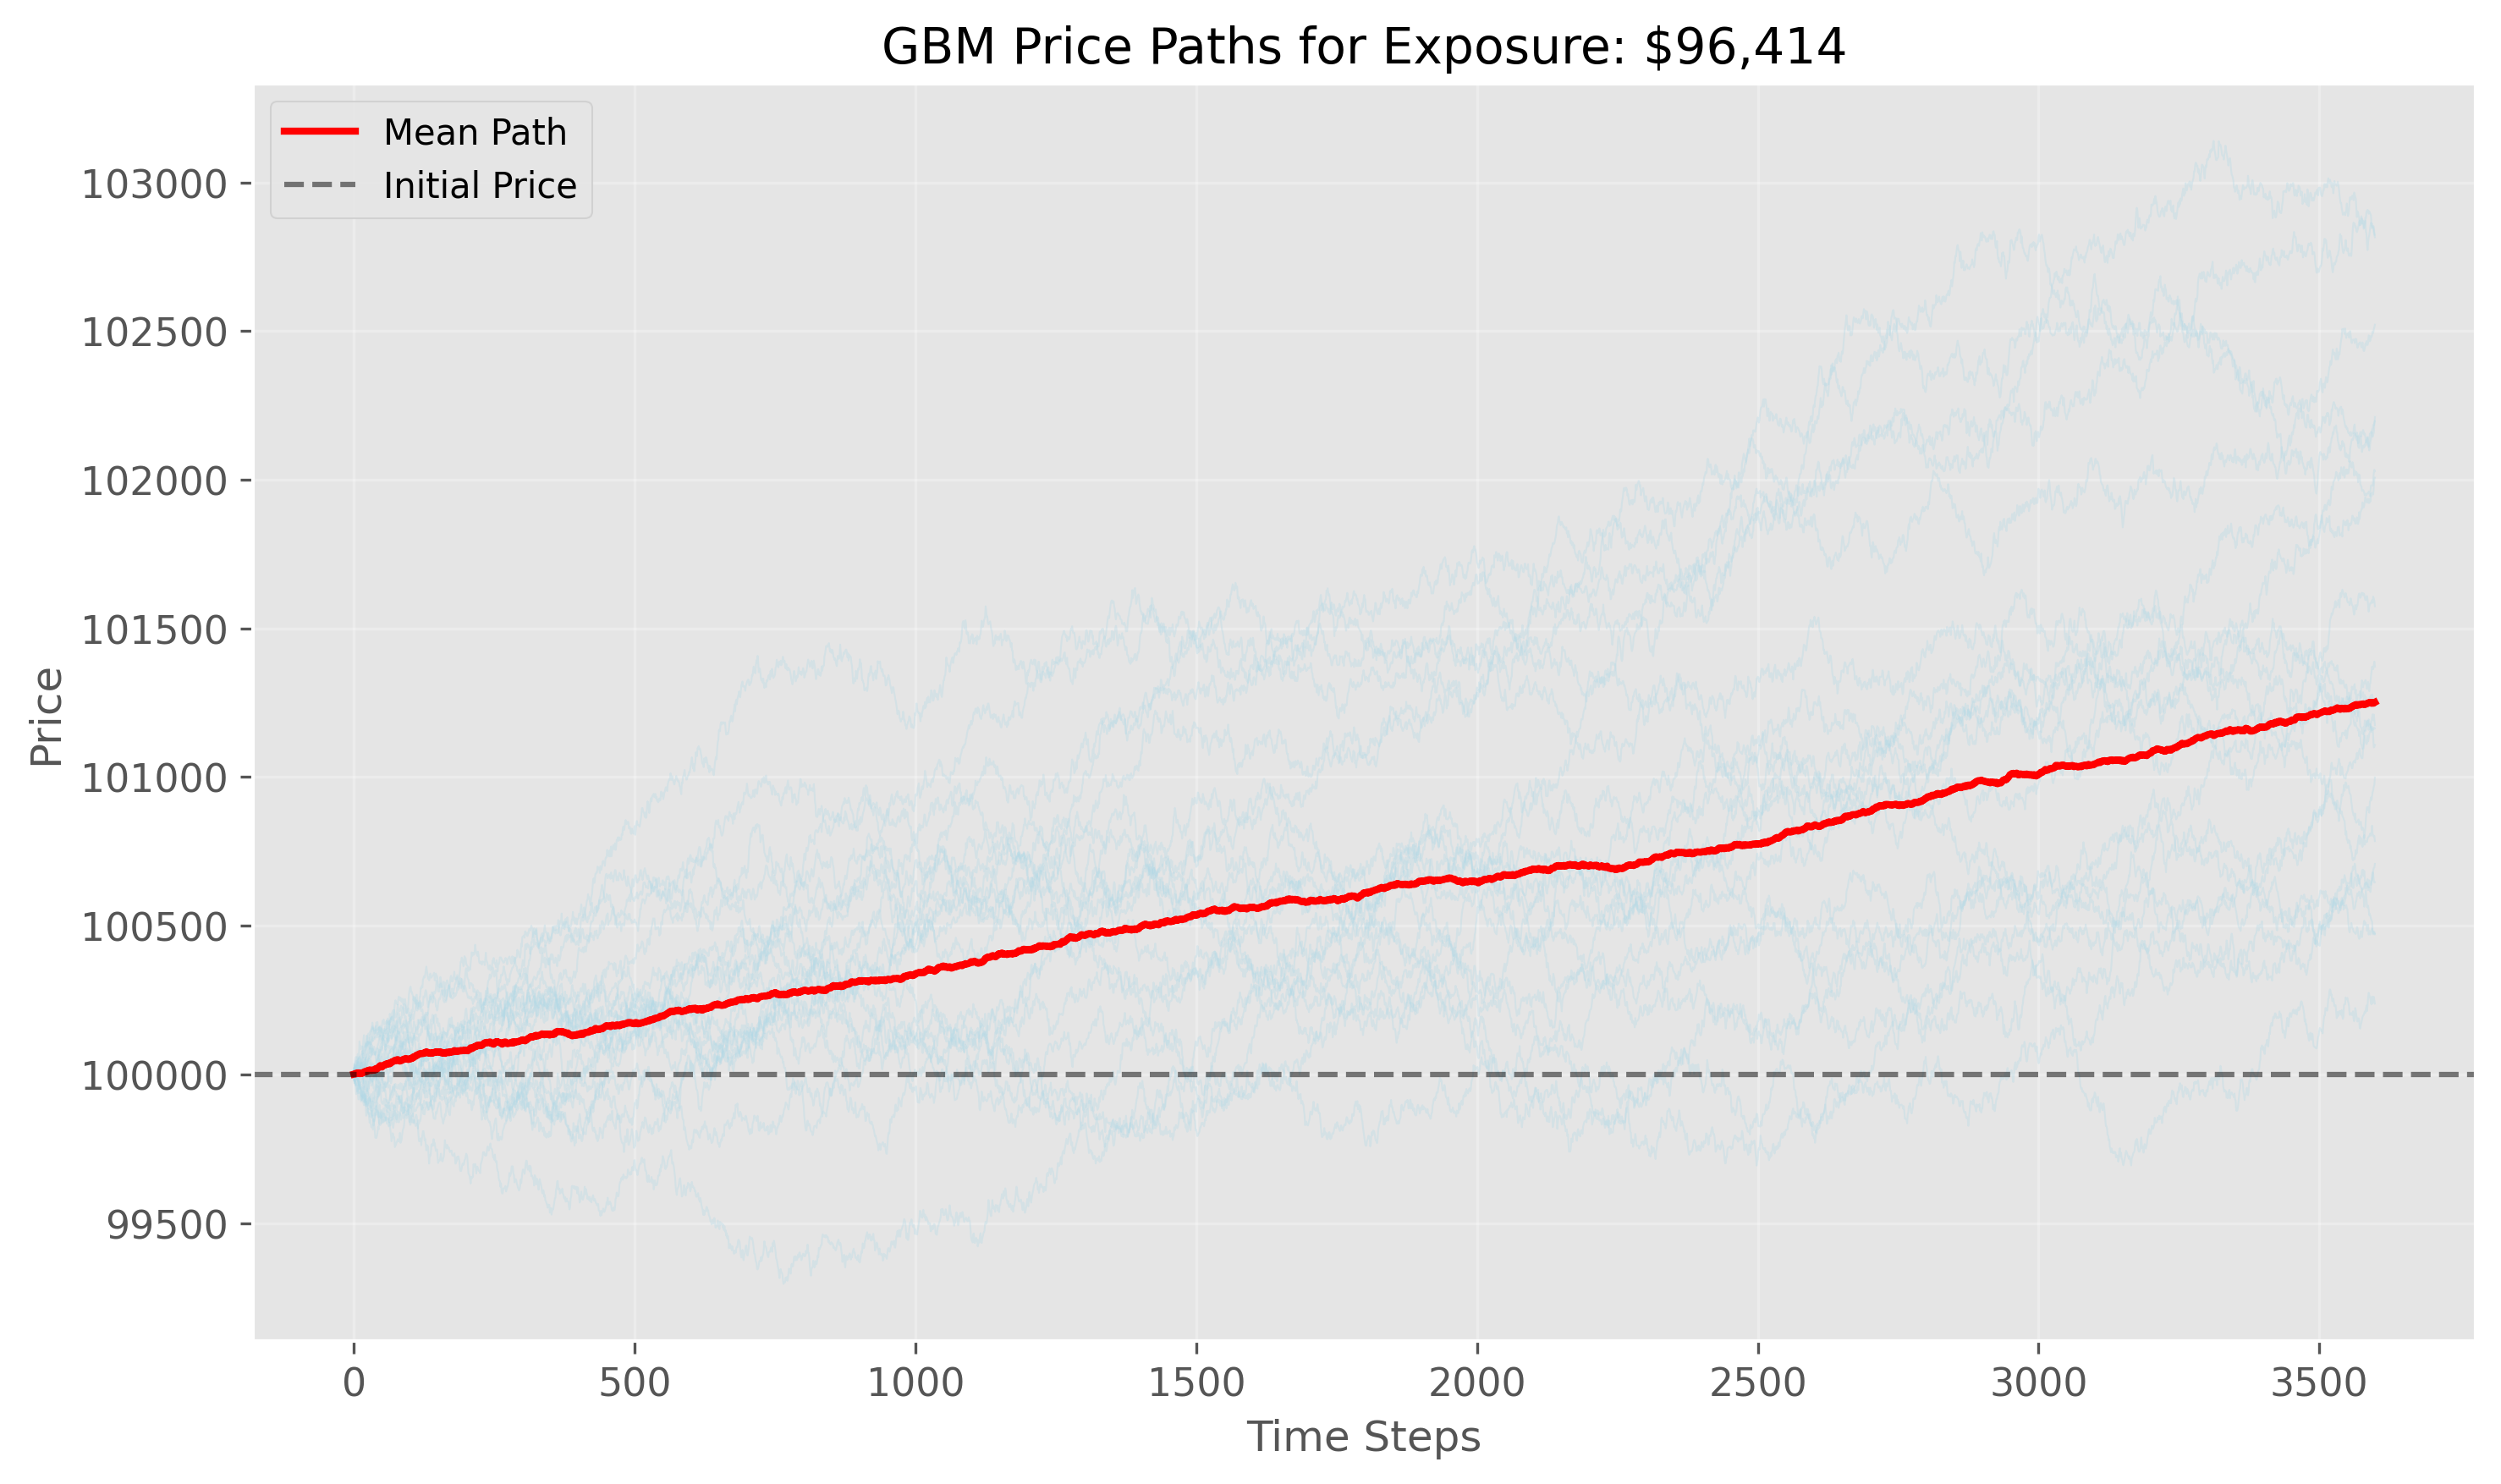 GBM Price Paths for Exposure: $96,414
Mean Path
Initial Price
103000
102500
102000
101500
101000
100500
100000
99500
Price
0 500 1000 1500 2000 2500 3000 3500
Time Steps